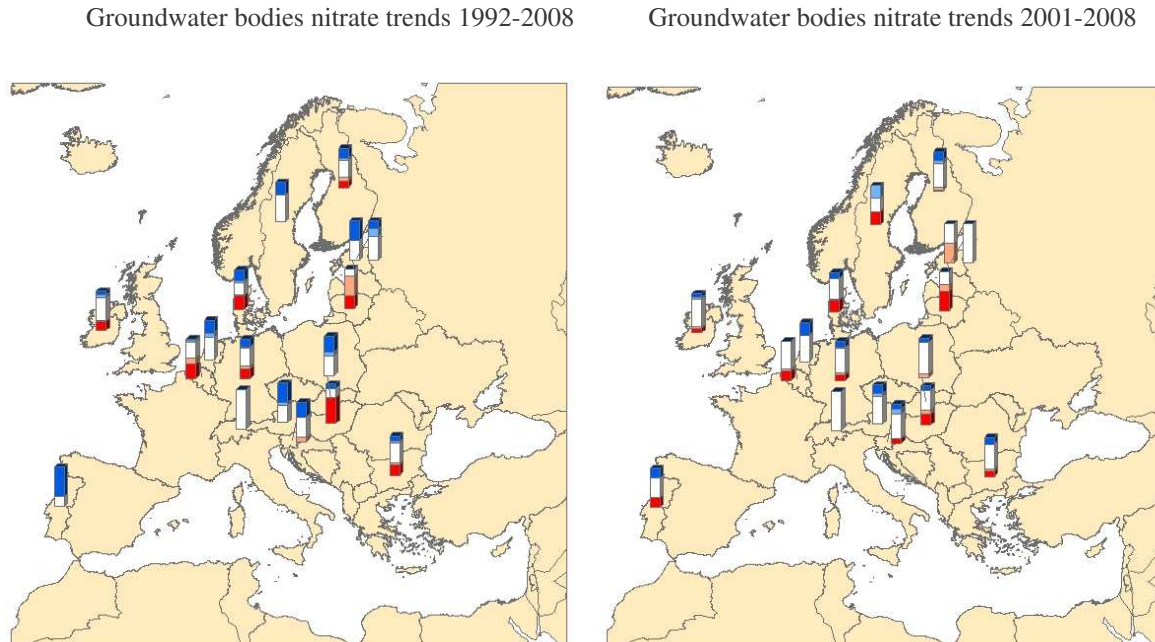 Groundwater bodies nitrate trends 1992-2008
Groundwater bodies nitrate trends 2001-2008